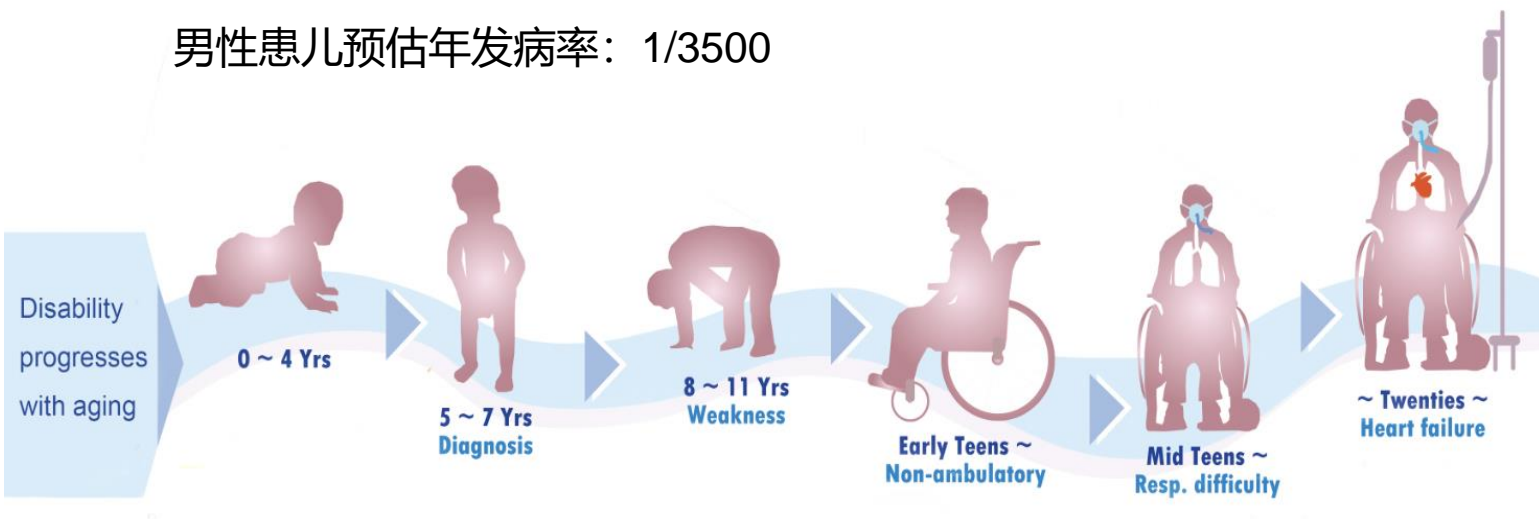 男性患儿预估年发病率：1/3500
Disability
progresses
with aging
0 ~ 4 Yrs
5 ~ 7 Yrs
Diagnosis
8 ~ 11 Yrs
Weakness
Early Teens ~
Non-ambulatory
Mid Teens ~
Resp. difficulty
~ Twenties ~
Heart failure